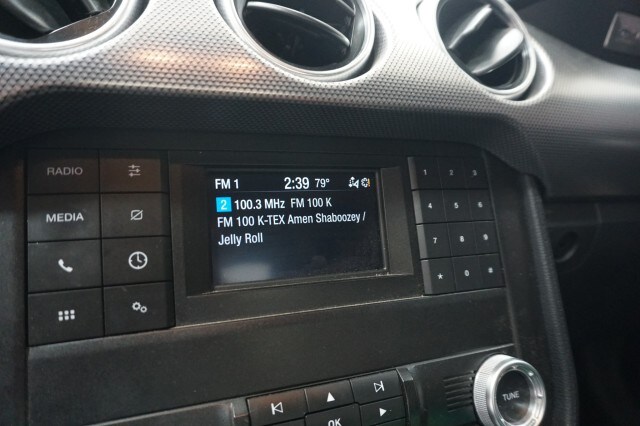 RADIO
MEDIA
FM 1 2:39 79°
2 100.3 MHz FM 100 K
FM 100 K-TEX Amen Shaboozey /
Jelly Roll
1 2 3
4 5 6
7 8 9
* 0 #
OK
TUNE